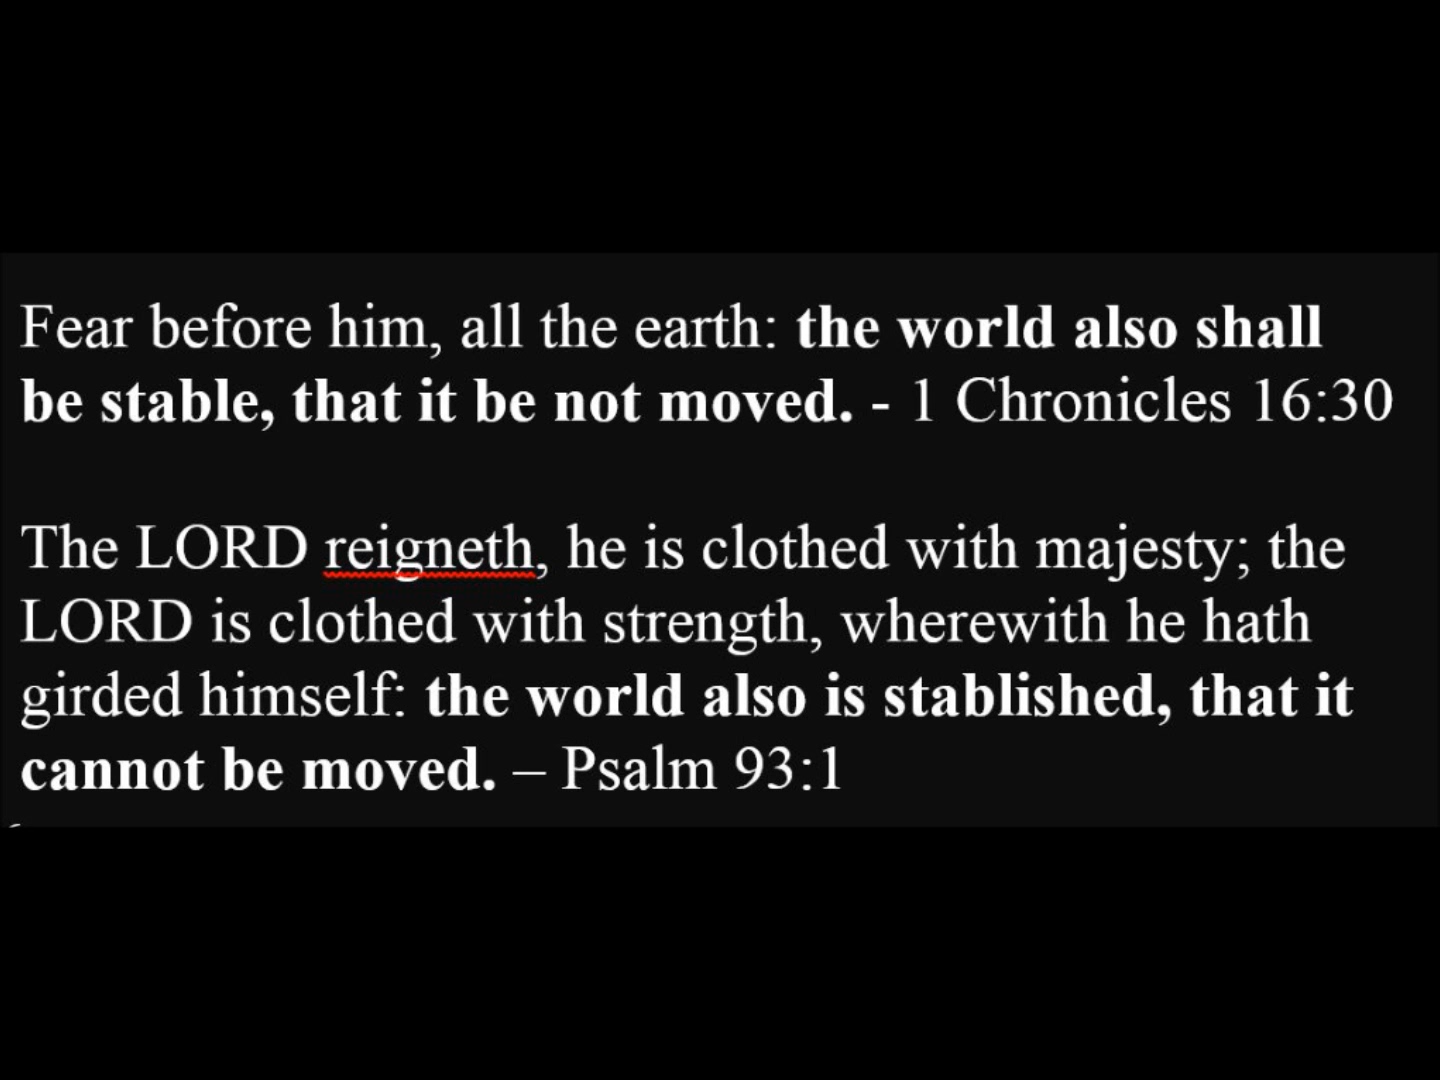 Fear before him, all the earth: the world also shall
be stable, that it be not moved. - 1 Chronicles 16:30
The LORD reigneth, he is clothed with majesty; the
LORD is clothed with strength, wherewith he hath
girded himself: the world also is stablished, that it
cannot be moved. – Psalm 93:1